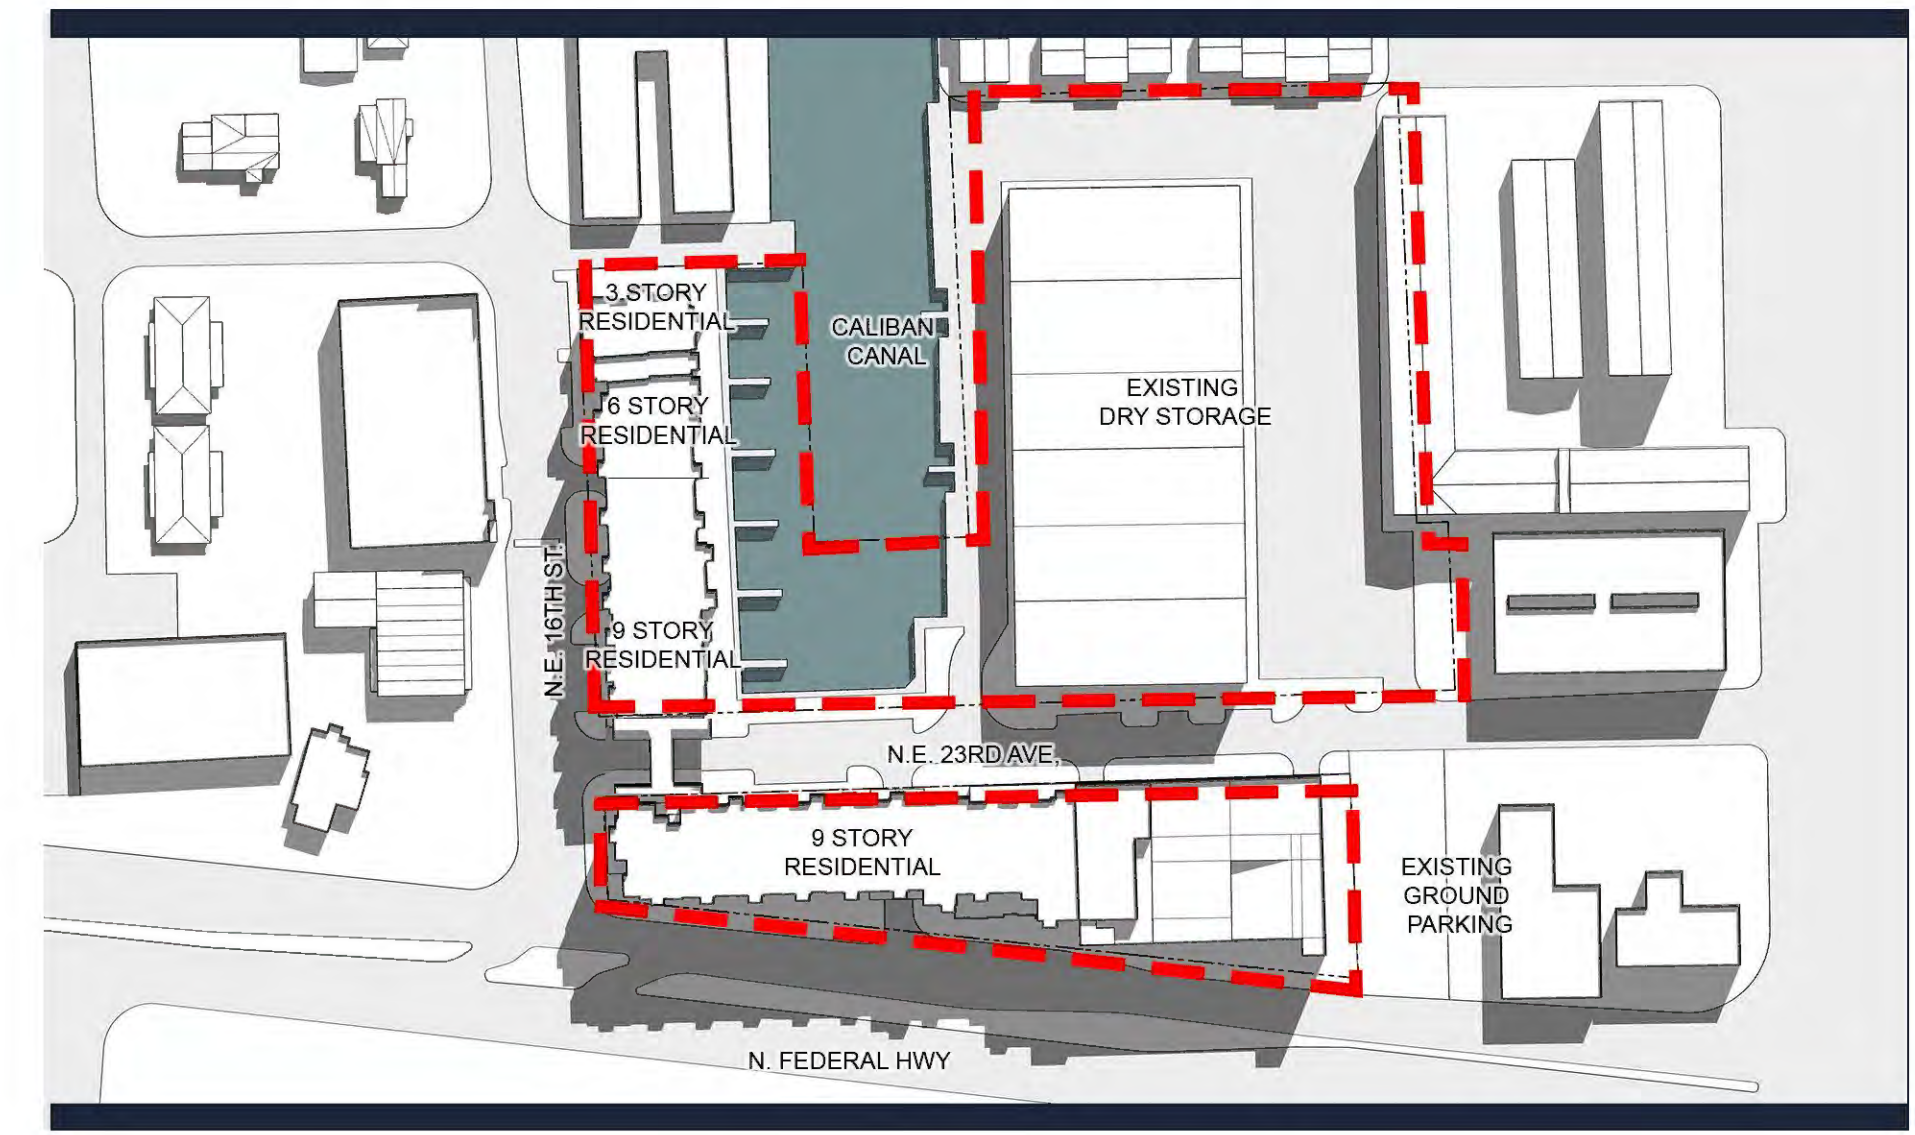 3 STORY
RESIDENTIAL
CALIBAN
CANAL
6 STORY
RESIDENTIAL
EXISTING
DRY STORAGE
N.E. 16TH ST.
9 STORY
RESIDENTIAL
N.E. 23RD AVE,
9 STORY
RESIDENTIAL
EXISTING
GROUND
PARKING
N. FEDERAL HWY